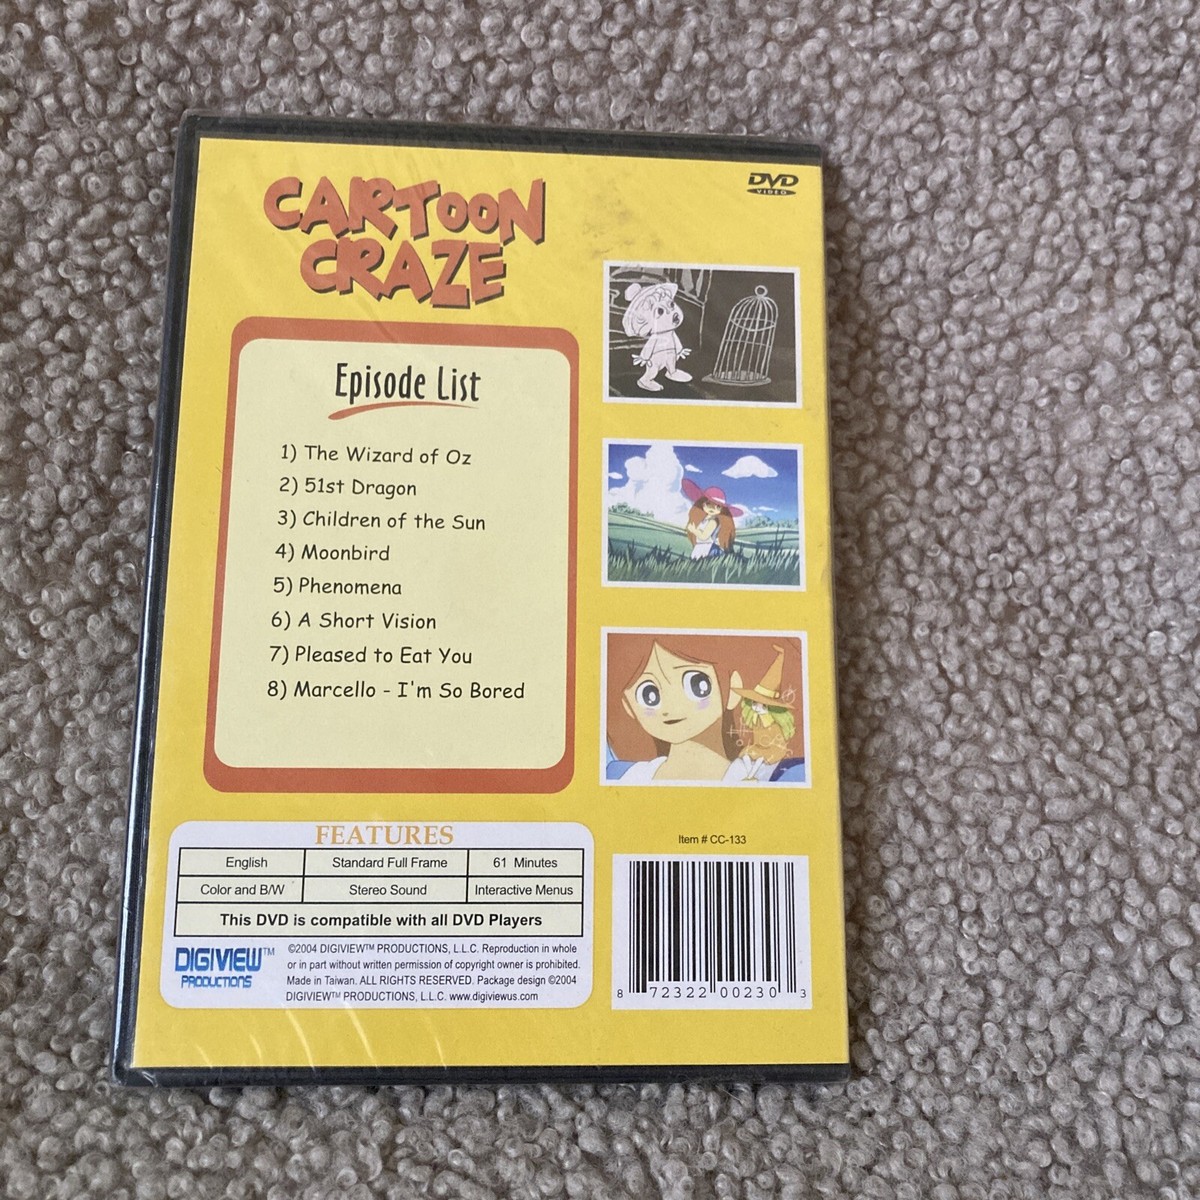 CARTOON
CRAZE
DVD
VIDEO
Episode List
1) The Wizard of Oz
2) 51st Dragon
3) Children of the Sun
4) Moonbird
5) Phenomena
6) A Short Vision
7) Pleased to Eat You
8) Marcello - I'm So Bored
FEATURES
English Standard Full Frame 61 Minutes
Color and B/W Stereo Sound Interactive Menus
This DVD is compatible with all DVD Players
DIGIVIEW™
PRODUCTIONS
©2004 DIGIVIEW™ PRODUCTIONS, L.L.C. Reproduction in whole
or in part without written permission of copyright owner is prohibited.
Made in Taiwan. ALL RIGHTS RESERVED. Package design ©2004
DIGIVIEW™ PRODUCTIONS, L.L.C. www.digiviewus.com
Item # CC-133
8 72322 00230 3